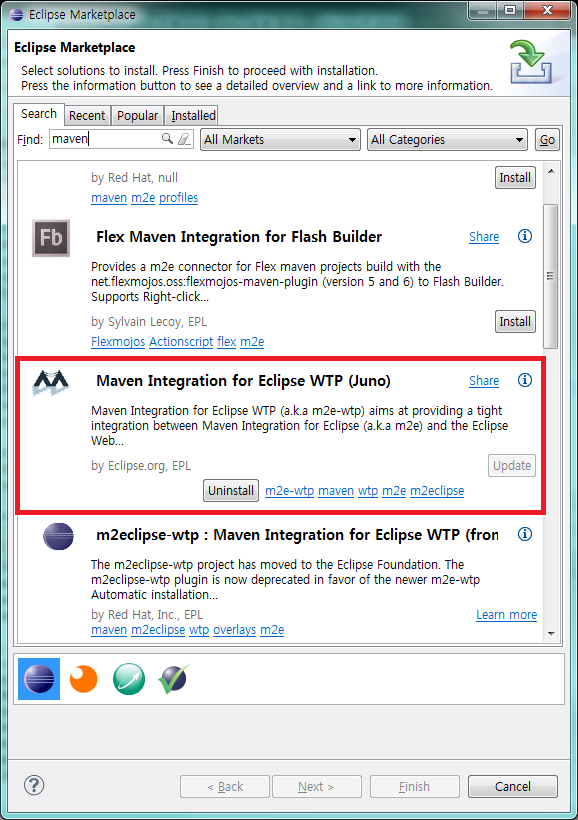 Eclipse Marketplace
Eclipse Marketplace
Select solutions to install. Press Finish to proceed with installation.
Press the information button to see a detailed overview and a link to more information.
Search Recent Popular Installed
Find: maven All Markets All Categories Go
by Red Hat, null Install
maven m2e profiles
Fb Flex Maven Integration for Flash Builder Share
Provides a m2e connector for Flex maven projects build with the
net.flexmojos.oss:flexmojos-maven-plugin (version 5 and 6) to Flash Builder.
Supports Right-click...
by Sylvain Lecoy, EPL Install
Flexmojos Actionscript flex m2e
Maven Integration for Eclipse WTP (Juno) Share
Maven Integration for Eclipse WTP (a.k.a m2e-wtp) aims at providing a tight
integration between Maven Integration for Eclipse (a.k.a m2e) and the Eclipse
Web...
by Eclipse.org, EPL Update
Uninstall m2e-wtp maven wtp m2e m2eclipse
m2eclipse-wtp : Maven Integration for Eclipse WTP (fron
The m2eclipse-wtp project has moved to the Eclipse Foundation. The
m2eclipse-wtp plugin is now deprecated in favor of the newer m2e-wtp
Automatic installation...
by Red Hat, Inc., EPL Learn more
maven m2eclipse wtp overlays m2e
? < Back Next > Finish Cancel